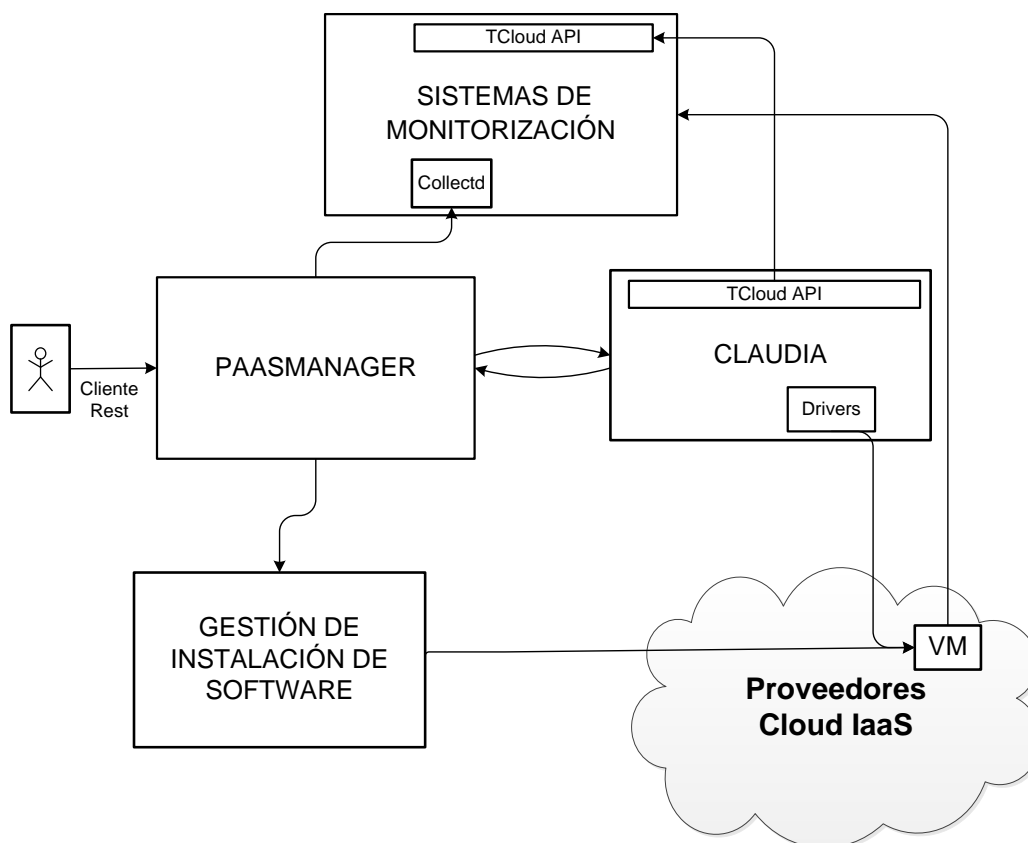 TCloud API
SISTEMAS DE
MONITORIZACIÓN
Collectd
TCloud API
PAASMANAGER
CLAUDIA
Cliente
Rest
Drivers
GESTIÓN DE
INSTALACIÓN DE
SOFTWARE
VM
Proveedores
Cloud IaaS